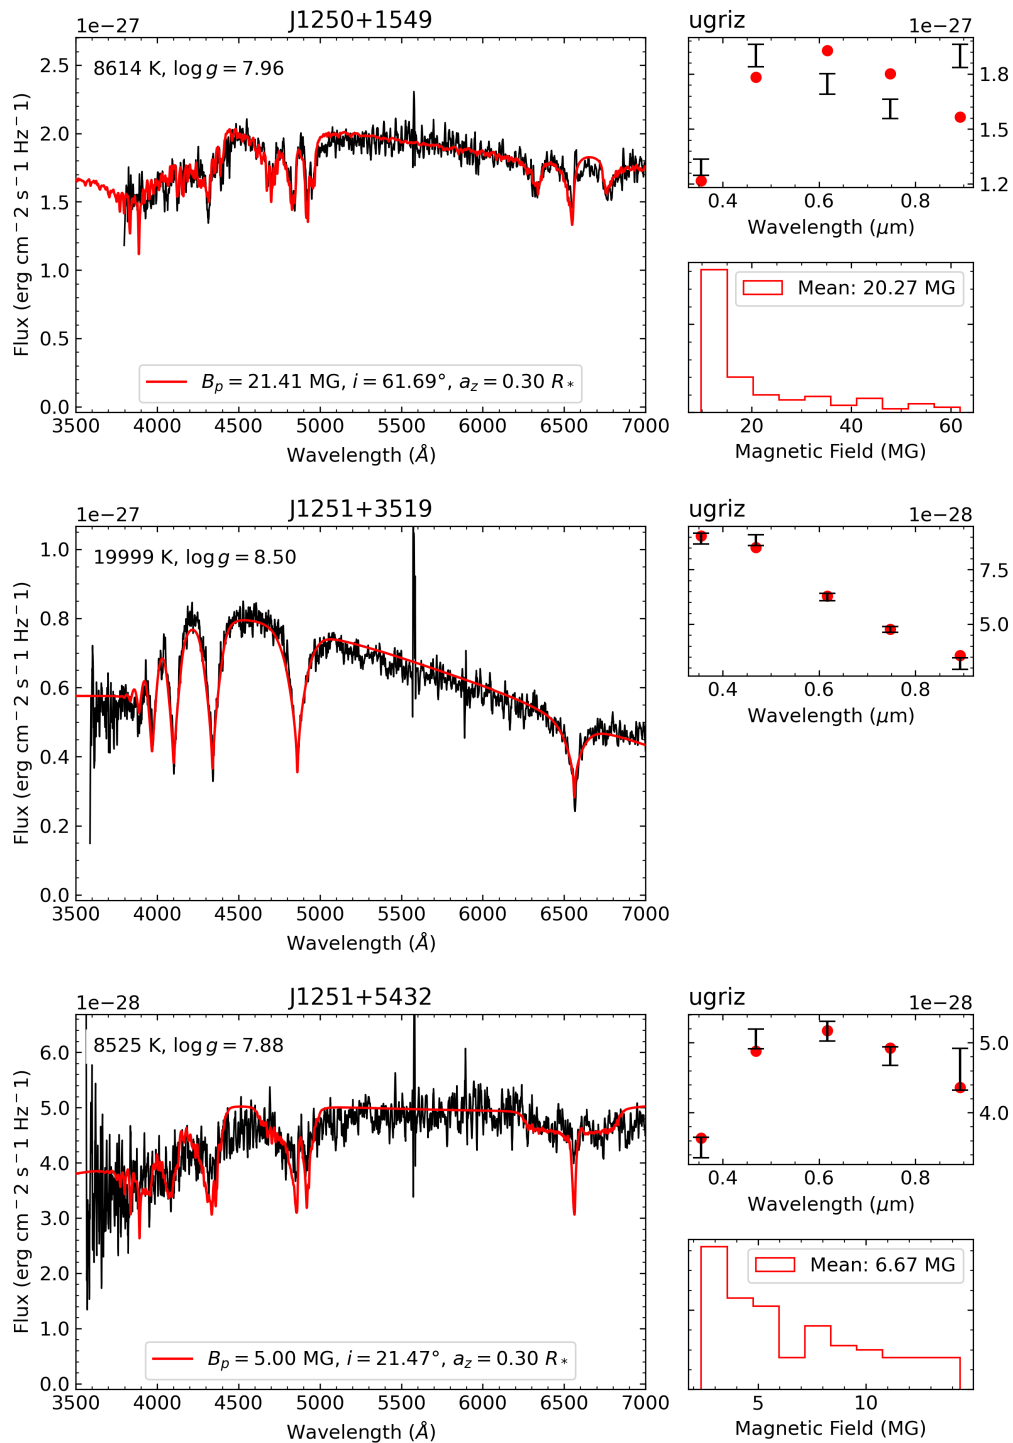 J1250+1549
1e−27
8614 K, log g = 7.96
2.5
2.0
1.5
1.0
0.5
0.0
Flux (erg cm⁻2 s⁻1 Hz⁻1)
B_p = 21.41 MG, i = 61.69°, a_z = 0.30 R_*
3500 4000 4500 5000 5500 6000 6500 7000
Wavelength (Å)
ugriz 1e−27
1.8
1.5
1.2
0.4 0.6 0.8
Wavelength (μm)
Mean: 20.27 MG
20 40 60
Magnetic Field (MG)
J1251+3519
1e−27
19999 K, log g = 8.50
1.0
0.8
0.6
0.4
0.2
0.0
Flux (erg cm⁻2 s⁻1 Hz⁻1)
3500 4000 4500 5000 5500 6000 6500 7000
Wavelength (Å)
ugriz 1e−28
7.5
5.0
0.4 0.6 0.8
Wavelength (μm)
J1251+5432
1e−28
8525 K, log g = 7.88
6.0
5.0
4.0
3.0
2.0
1.0
0.0
Flux (erg cm⁻2 s⁻1 Hz⁻1)
B_p = 5.00 MG, i = 21.47°, a_z = 0.30 R_*
3500 4000 4500 5000 5500 6000 6500 7000
Wavelength (Å)
ugriz 1e−28
5.0
4.0
0.4 0.6 0.8
Wavelength (μm)
Mean: 6.67 MG
5 10
Magnetic Field (MG)